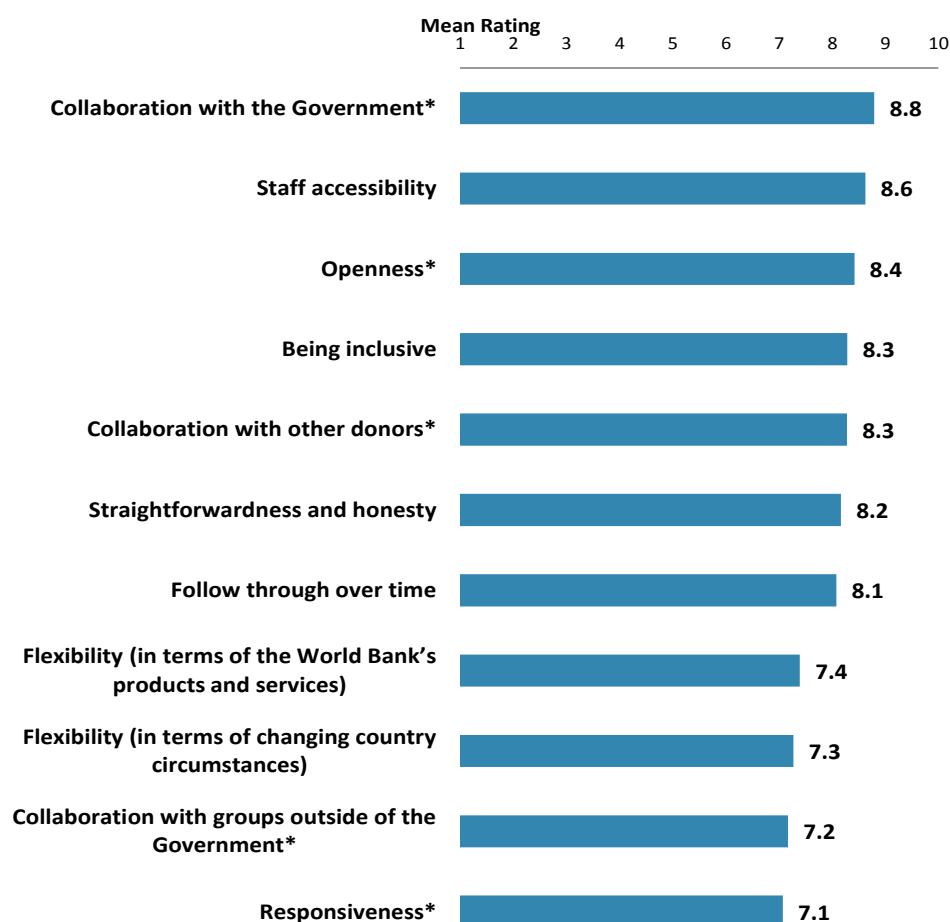 Mean Rating
1 2 3 4 5 6 7 8 9 10
Collaboration with the Government* 8.8
Staff accessibility 8.6
Openness* 8.4
Being inclusive 8.3
Collaboration with other donors* 8.3
Straightforwardness and honesty 8.2
Follow through over time 8.1
Flexibility (in terms of the World Bank’s
products and services) 7.4
Flexibility (in terms of changing country
circumstances) 7.3
Collaboration with groups outside of the
Government* 7.2
Responsiveness* 7.1